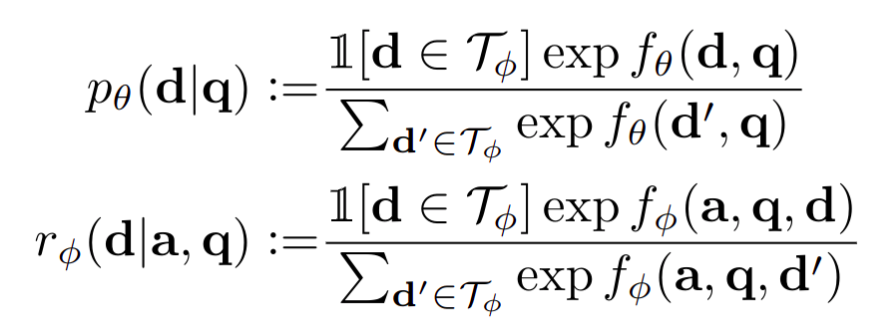 p_θ(𝐝|𝐪) := 𝟙[𝐝 ∈ 𝒯_ϕ] exp f_θ(𝐝, 𝐪) / ∑_{𝐝′∈𝒯_ϕ} exp f_θ(𝐝′, 𝐪)
r_ϕ(𝐝|𝐚, 𝐪) := 𝟙[𝐝 ∈ 𝒯_ϕ] exp f_ϕ(𝐚, 𝐪, 𝐝) / ∑_{𝐝′∈𝒯_ϕ} exp f_ϕ(𝐚, 𝐪, 𝐝′)